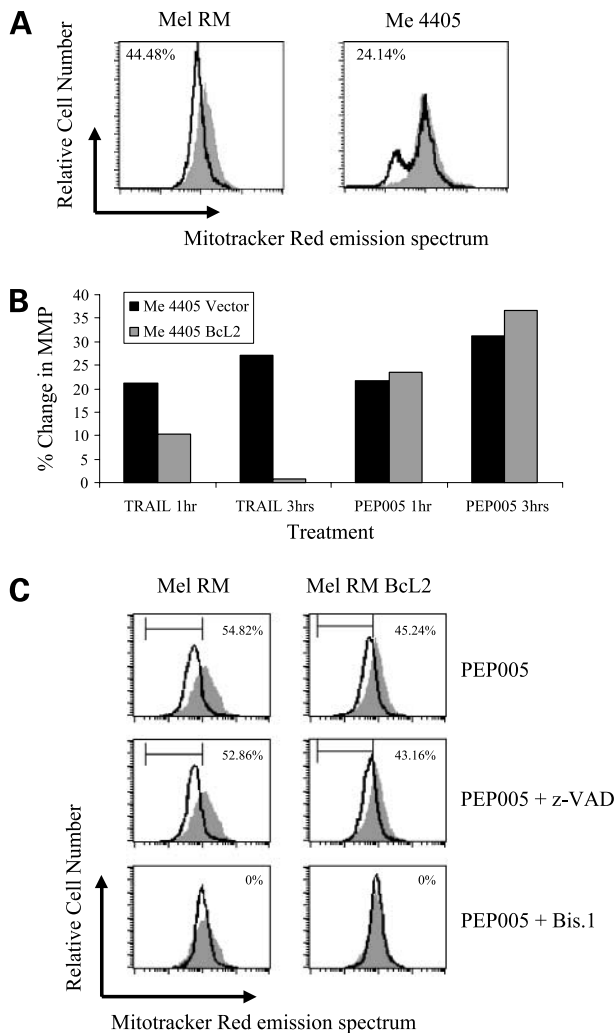 A
Mel RM
Me 4405
44.48%
24.14%
Relative Cell Number
Mitotracker Red emission spectrum
B
% Change in MMP
40
35
30
25
20
15
10
5
0
Me 4405 Vector
Me 4405 BcL2
TRAIL 1hr
TRAIL 3hrs
PEP005 1hr
PEP005 3hrs
Treatment
C
Mel RM
Mel RM BcL2
54.82%
45.24%
PEP005
52.86%
43.16%
PEP005 + z-VAD
0%
0%
PEP005 + Bis.1
Relative Cell Number
Mitotracker Red emission spectrum